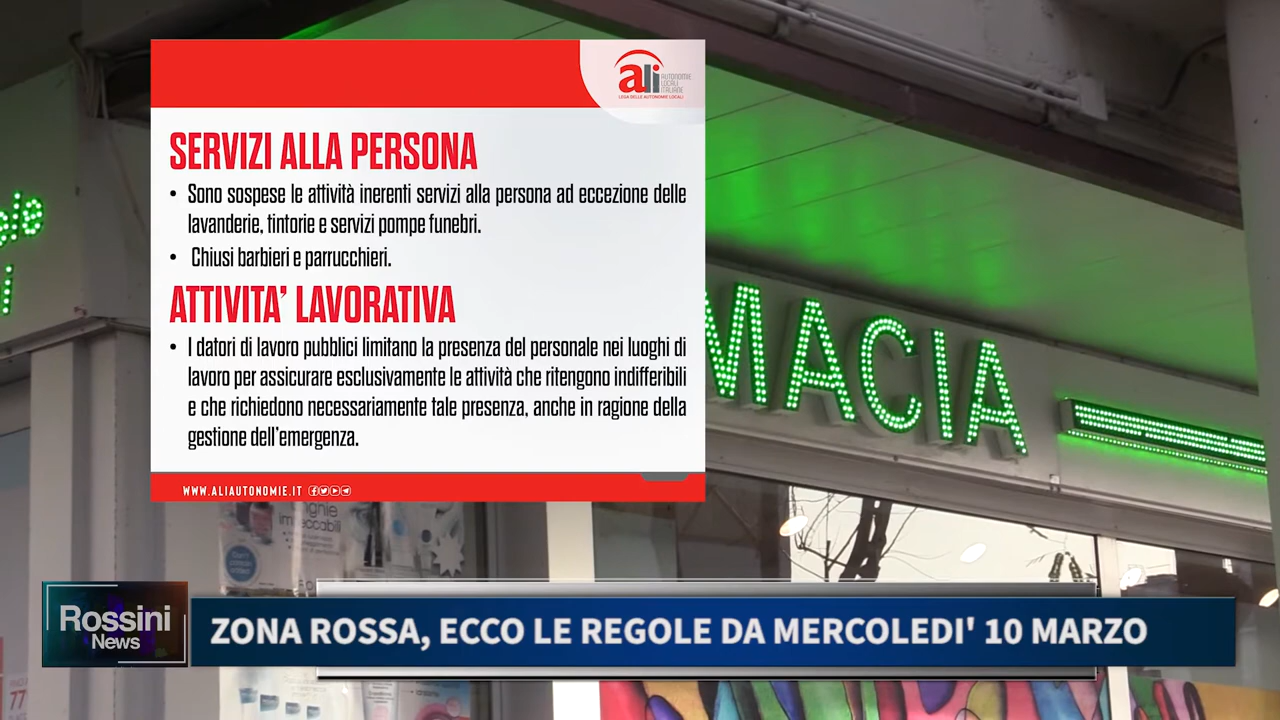 ali
AUTONOMIE
LOCALI
ITALIANE
LEGA DELLE AUTONOMIE LOCALI
SERVIZI ALLA PERSONA
• Sono sospese le attività inerenti servizi alla persona ad eccezione delle
lavanderie, tintorie e servizi pompe funebri.
• Chiusi barbieri e parrucchieri.
ATTIVITA’ LAVORATIVA
• I datori di lavoro pubblici limitano la presenza del personale nei luoghi di
lavoro per assicurare esclusivamente le attività che ritengono indifferibili
e che richiedono necessariamente tale presenza, anche in ragione della
gestione dell’emergenza.
WWW.ALIAUTONOMIE.IT
MACIA
Rossini
News
ZONA ROSSA, ECCO LE REGOLE DA MERCOLEDI' 10 MARZO
77